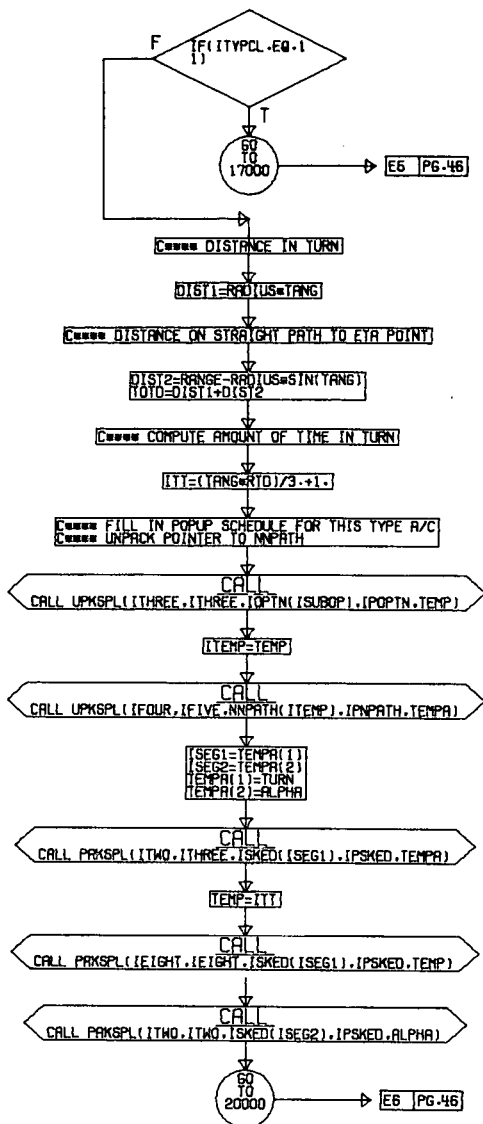 F
IF(ITYPCL.EQ.1
1)
T
GO
TO
17000
E5 PG.46
C**** DISTANCE IN TURN
DIST1=RADIUS*TANG
C**** DISTANCE ON STRAIGHT PATH TO ETA POINT
DIST2=RANGE-RADIUS*SIN(TANG)
TOTD=DIST1+DIST2
C**** COMPUTE AMOUNT OF TIME IN TURN
ITT=(TANG*RTD)/3.+1.
C**** FILL IN POPUP SCHEDULE FOR THIS TYPE A/C
C**** UNPACK POINTER TO NNPATH
CALL
CALL UPKSPL(ITHREE,ITHREE,IOPTN(ISUBOP),IPOPTN,TEMP)
ITEMP=TEMP
CALL
CALL UPKSPL(IFOUR,IFIVE,NNPATH(ITEMP),IPNPATH,TEMPA)
ISEG1=TEMPA(1)
ISEG2=TEMPA(2)
TEMPA(1)=TURN
TEMPA(2)=ALPHA
CALL
CALL PAKSPL(ITWO,ITHREE,ISKED(ISEG1),IPSKED,TEMPA)
TEMP=ITT
CALL
CALL PAKSPL(IEIGHT,IEIGHT,ISKED(ISEG1),IPSKED,TEMP)
CALL
CALL PAKSPL(ITWO,ITWO,ISKED(ISEG2),IPSKED,ALPHA)
GO
TO
20000
E6 PG.46